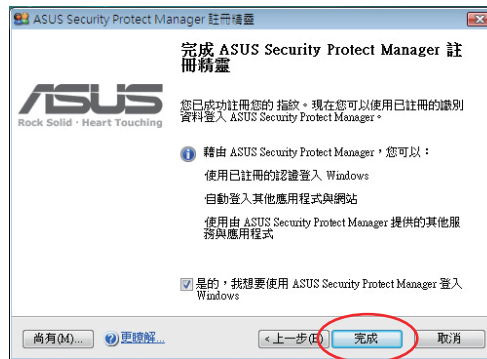 ASUS Security Protect Manager 註冊精靈
完成 ASUS Security Protect Manager 註
冊精靈
ASUS
Rock Solid · Heart Touching
您已成功註冊您的 指紋。現在您可以使用已註冊的識別
資料登入 ASUS Security Protect Manager。
藉由 ASUS Security Protect Manager,您可以:
使用已註冊的認證登入 Windows
自動登入其他應用程式與網站
使用由 ASUS Security Protect Manager 提供的其他服
務與應用程式
是的,我想要使用 ASUS Security Protect Manager 登入
Windows
尚有(M)... 更瞭解... <上一步(B) 完成 取消